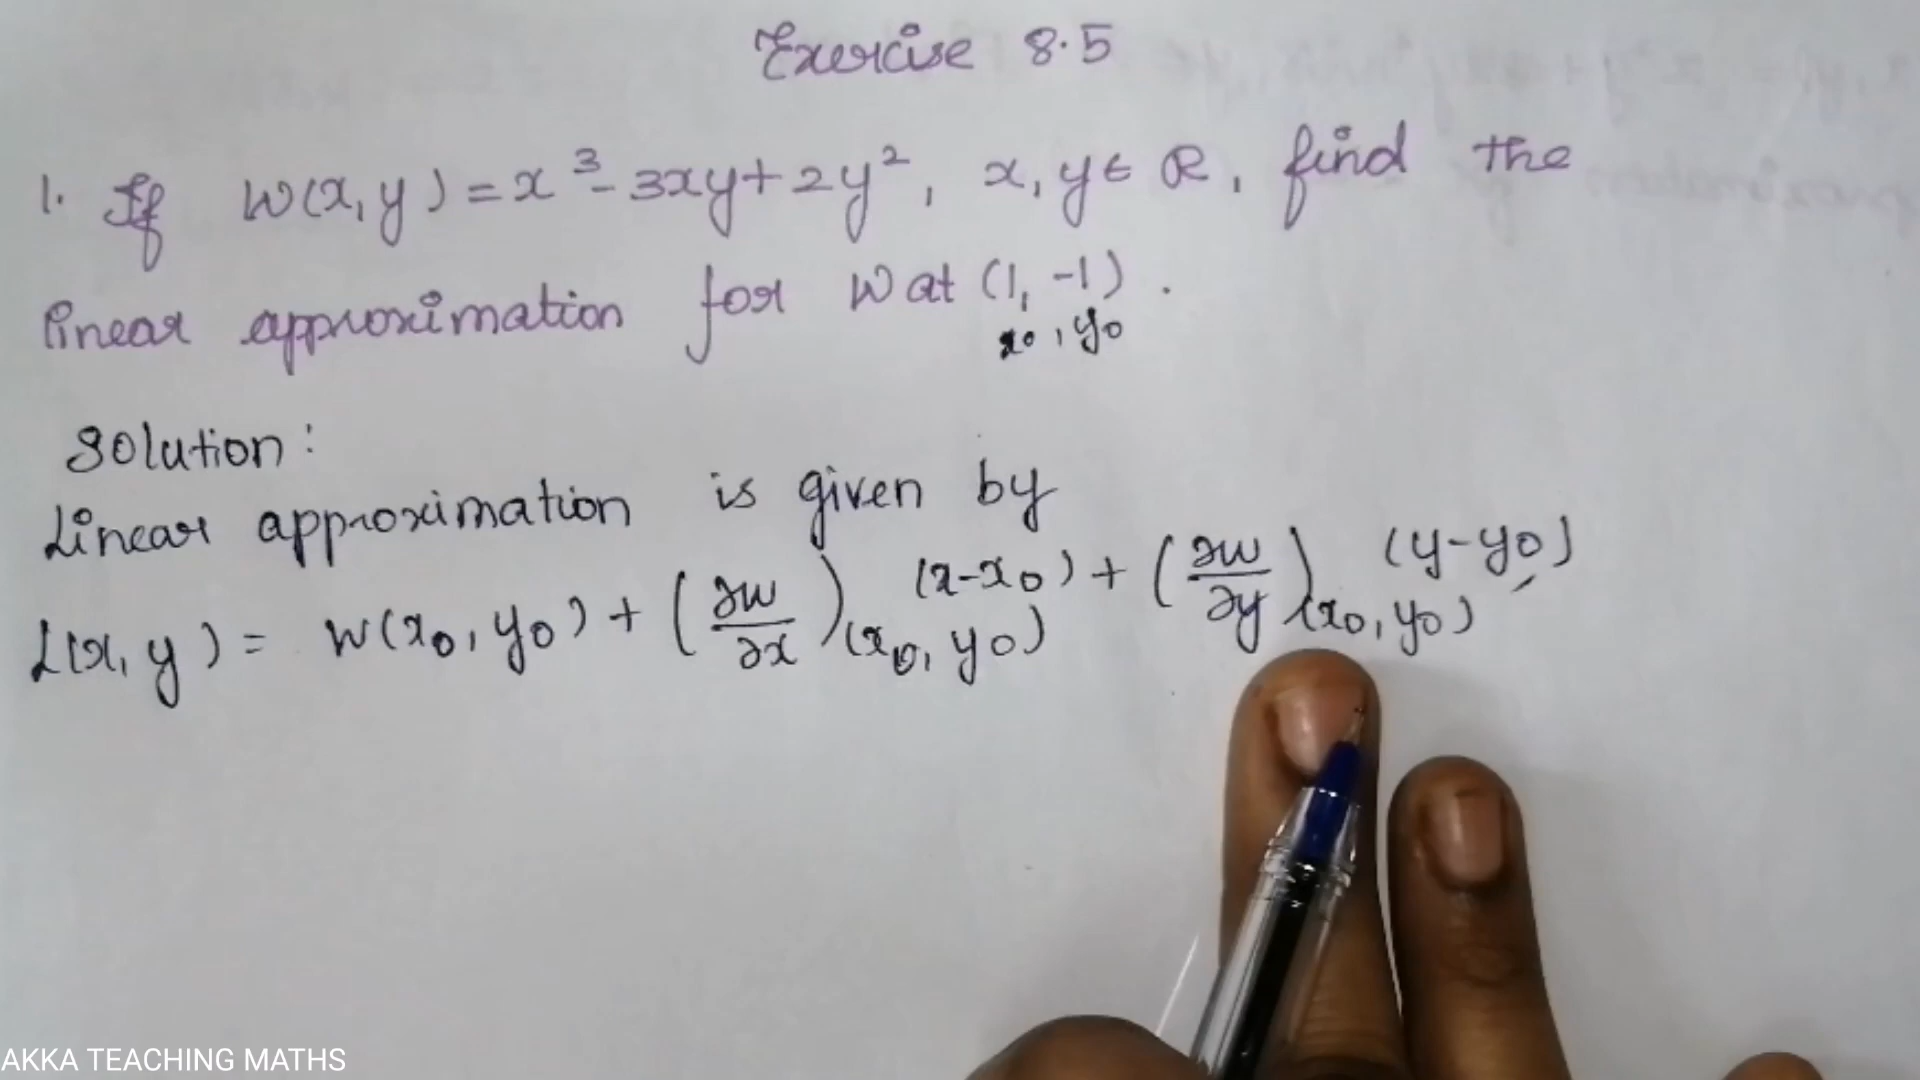 Exercise 8.5
1. If W(x, y) = x³ - 3xy + 2y², x, y ∈ R, find the
linear approximation for W at (1, -1).
x₀, y₀
Solution:
Linear approximation is given by
L(x, y) = W(x₀, y₀) + (∂w/∂x)(x₀, y₀) (x-x₀) + (∂w/∂y)(x₀, y₀) (y-y₀)
AKKA TEACHING MATHS